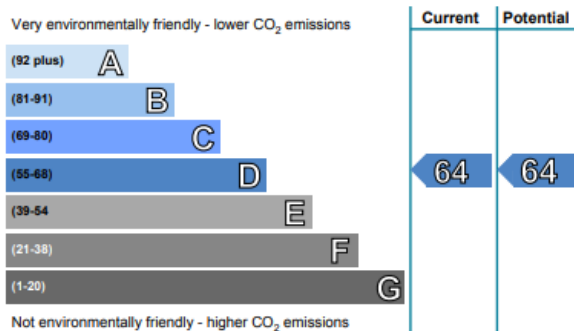 Very environmentally friendly - lower CO₂ emissions
Current
Potential
(92 plus) A
(81-91) B
(69-80) C
(55-68) D
64
64
(39-54 E
(21-38) F
(1-20) G
Not environmentally friendly - higher CO₂ emissions